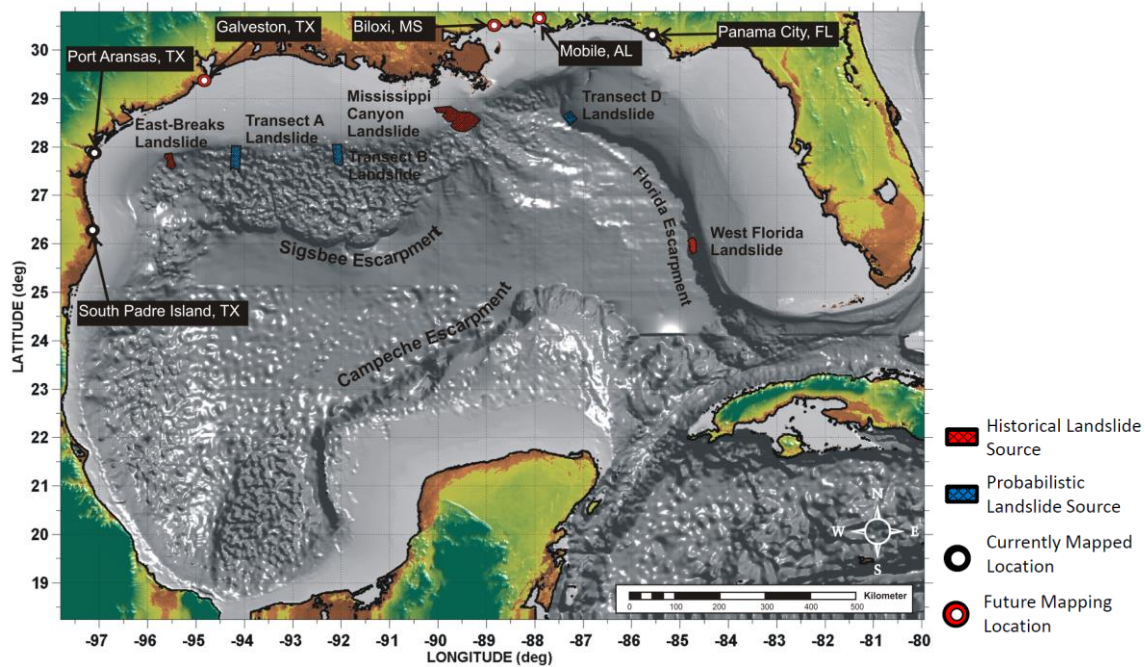 Galveston, TX
Biloxi, MS
Panama City, FL
Port Aransas, TX
Mobile, AL
Mississippi
Canyon
Landslide
Transect D
Landslide
East-Breaks
Landslide
Transect A
Landslide
Transect B
Landslide
Florida Escarpment
West Florida
Landslide
Sigsbee Escarpment
South Padre Island, TX
Campeche Escarpment
LATITUDE (deg)
30
29
28
27
26
25
24
23
22
21
20
19
-97 -96 -95 -94 -93 -92 -91 -90 -89 -88 -87 -86 -85 -84 -83 -82 -81 -80
LONGITUDE (deg)
N
W E
S
Kilometer
0 100 200 300 400 500
Historical Landslide
Source
Probabilistic
Landslide Source
Currently Mapped
Location
Future Mapping
Location